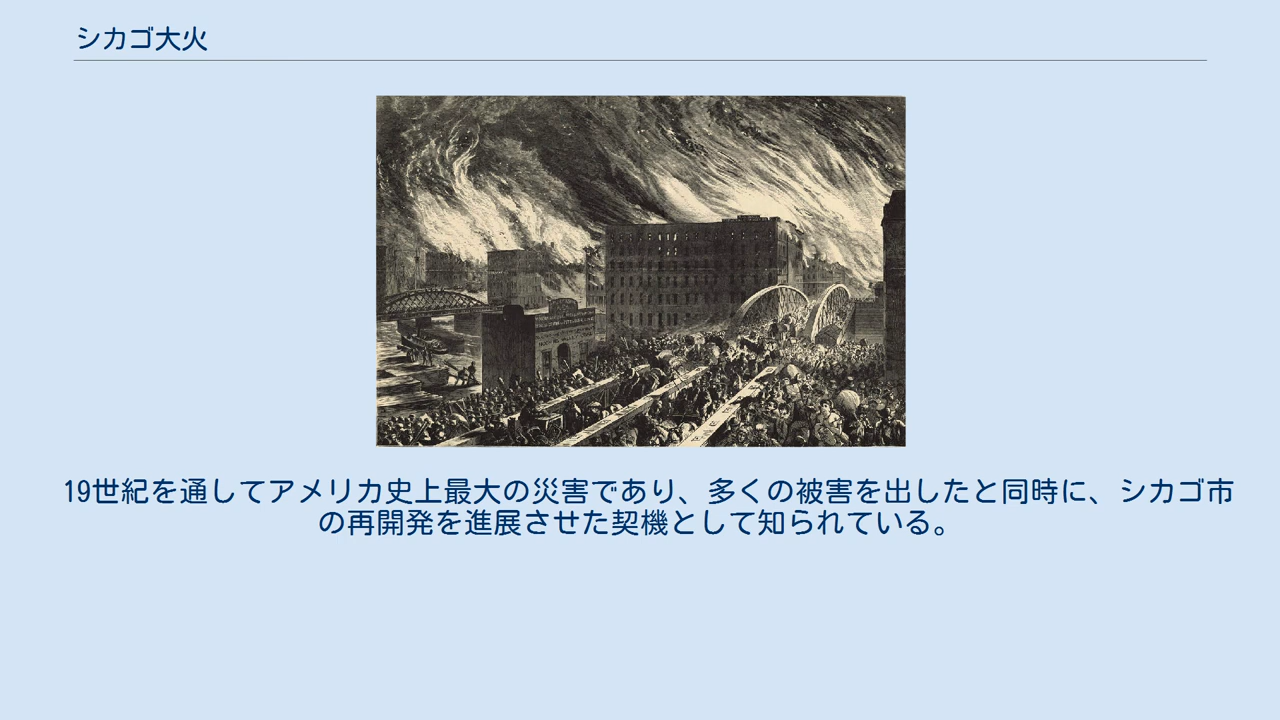 シカゴ大火
19世紀を通してアメリカ史上最大の災害であり、多くの被害を出したと同時に、シカゴ市
の再開発を進展させた契機として知られている。